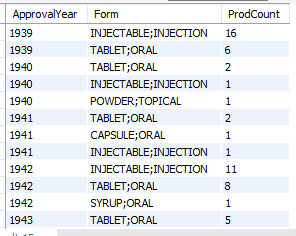 ApprovalYear Form ProdCount
1939 INJECTABLE;INJECTION 16
1939 TABLET;ORAL 6
1940 TABLET;ORAL 2
1940 INJECTABLE;INJECTION 1
1940 POWDER;TOPICAL 1
1941 TABLET;ORAL 2
1941 CAPSULE;ORAL 1
1941 INJECTABLE;INJECTION 1
1942 INJECTABLE;INJECTION 11
1942 TABLET;ORAL 8
1942 SYRUP;ORAL 1
1943 TABLET;ORAL 5